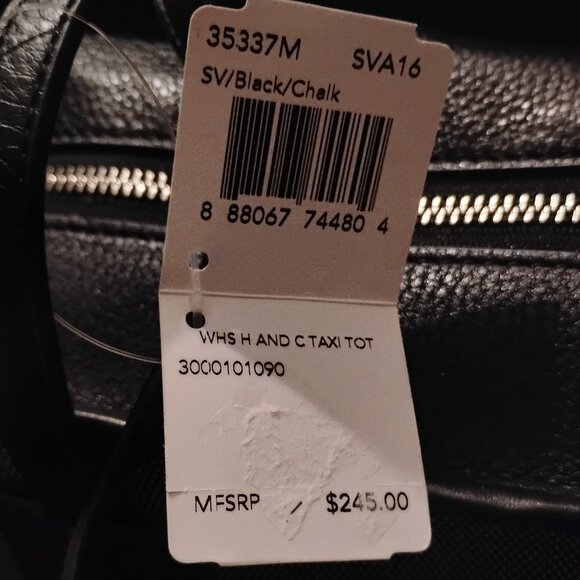 35337M SVA16
SV/Black/Chalk
8 88067 74480 4
WHS H AND C TAXI TOT
3000101090
MFSRP $245.00